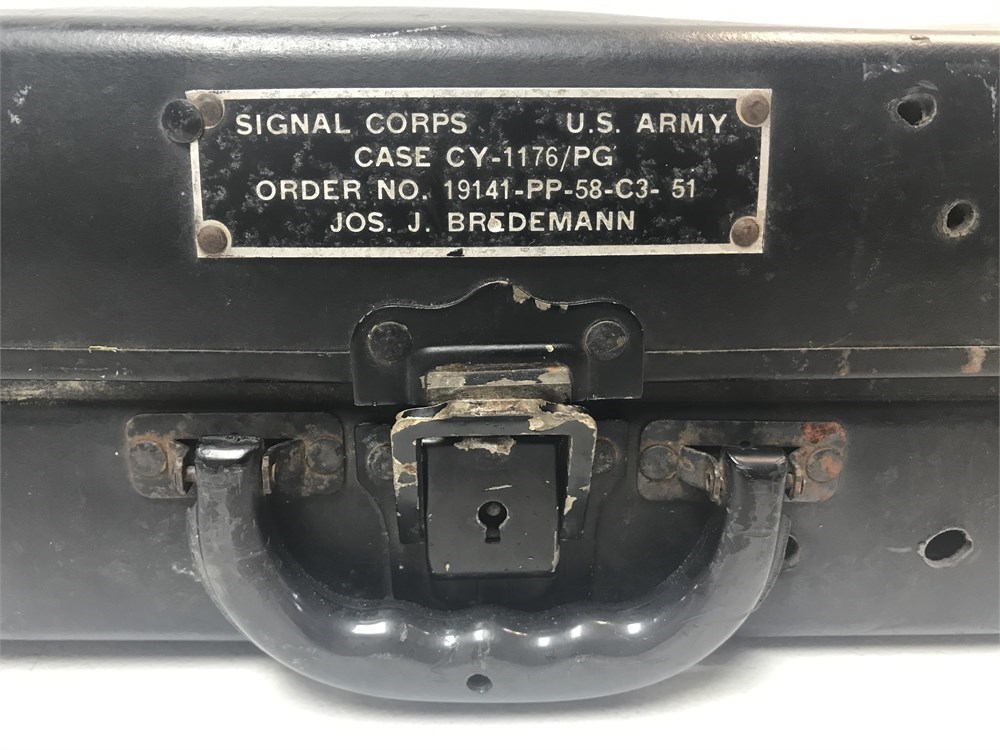 SIGNAL CORPS U.S. ARMY
CASE CY-1176/PG
ORDER NO. 19141-PP-58-C3- 51
JOS. J. BREDEMANN